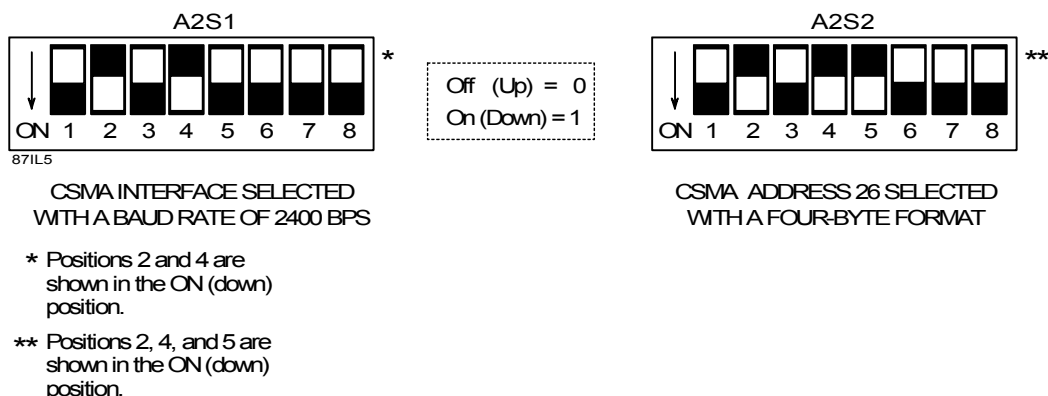 A2S1
*
ON 1 2 3 4 5 6 7 8
87IL5
CSMA INTERFACE SELECTED
WITH A BAUD RATE OF 2400 BPS
Off (Up) = 0
On (Down) = 1
A2S2
**
ON 1 2 3 4 5 6 7 8
CSMA ADDRESS 26 SELECTED
WITH A FOUR-BYTE FORMAT
* Positions 2 and 4 are
shown in the ON (down)
position.
** Positions 2, 4, and 5 are
shown in the ON (down)
position.